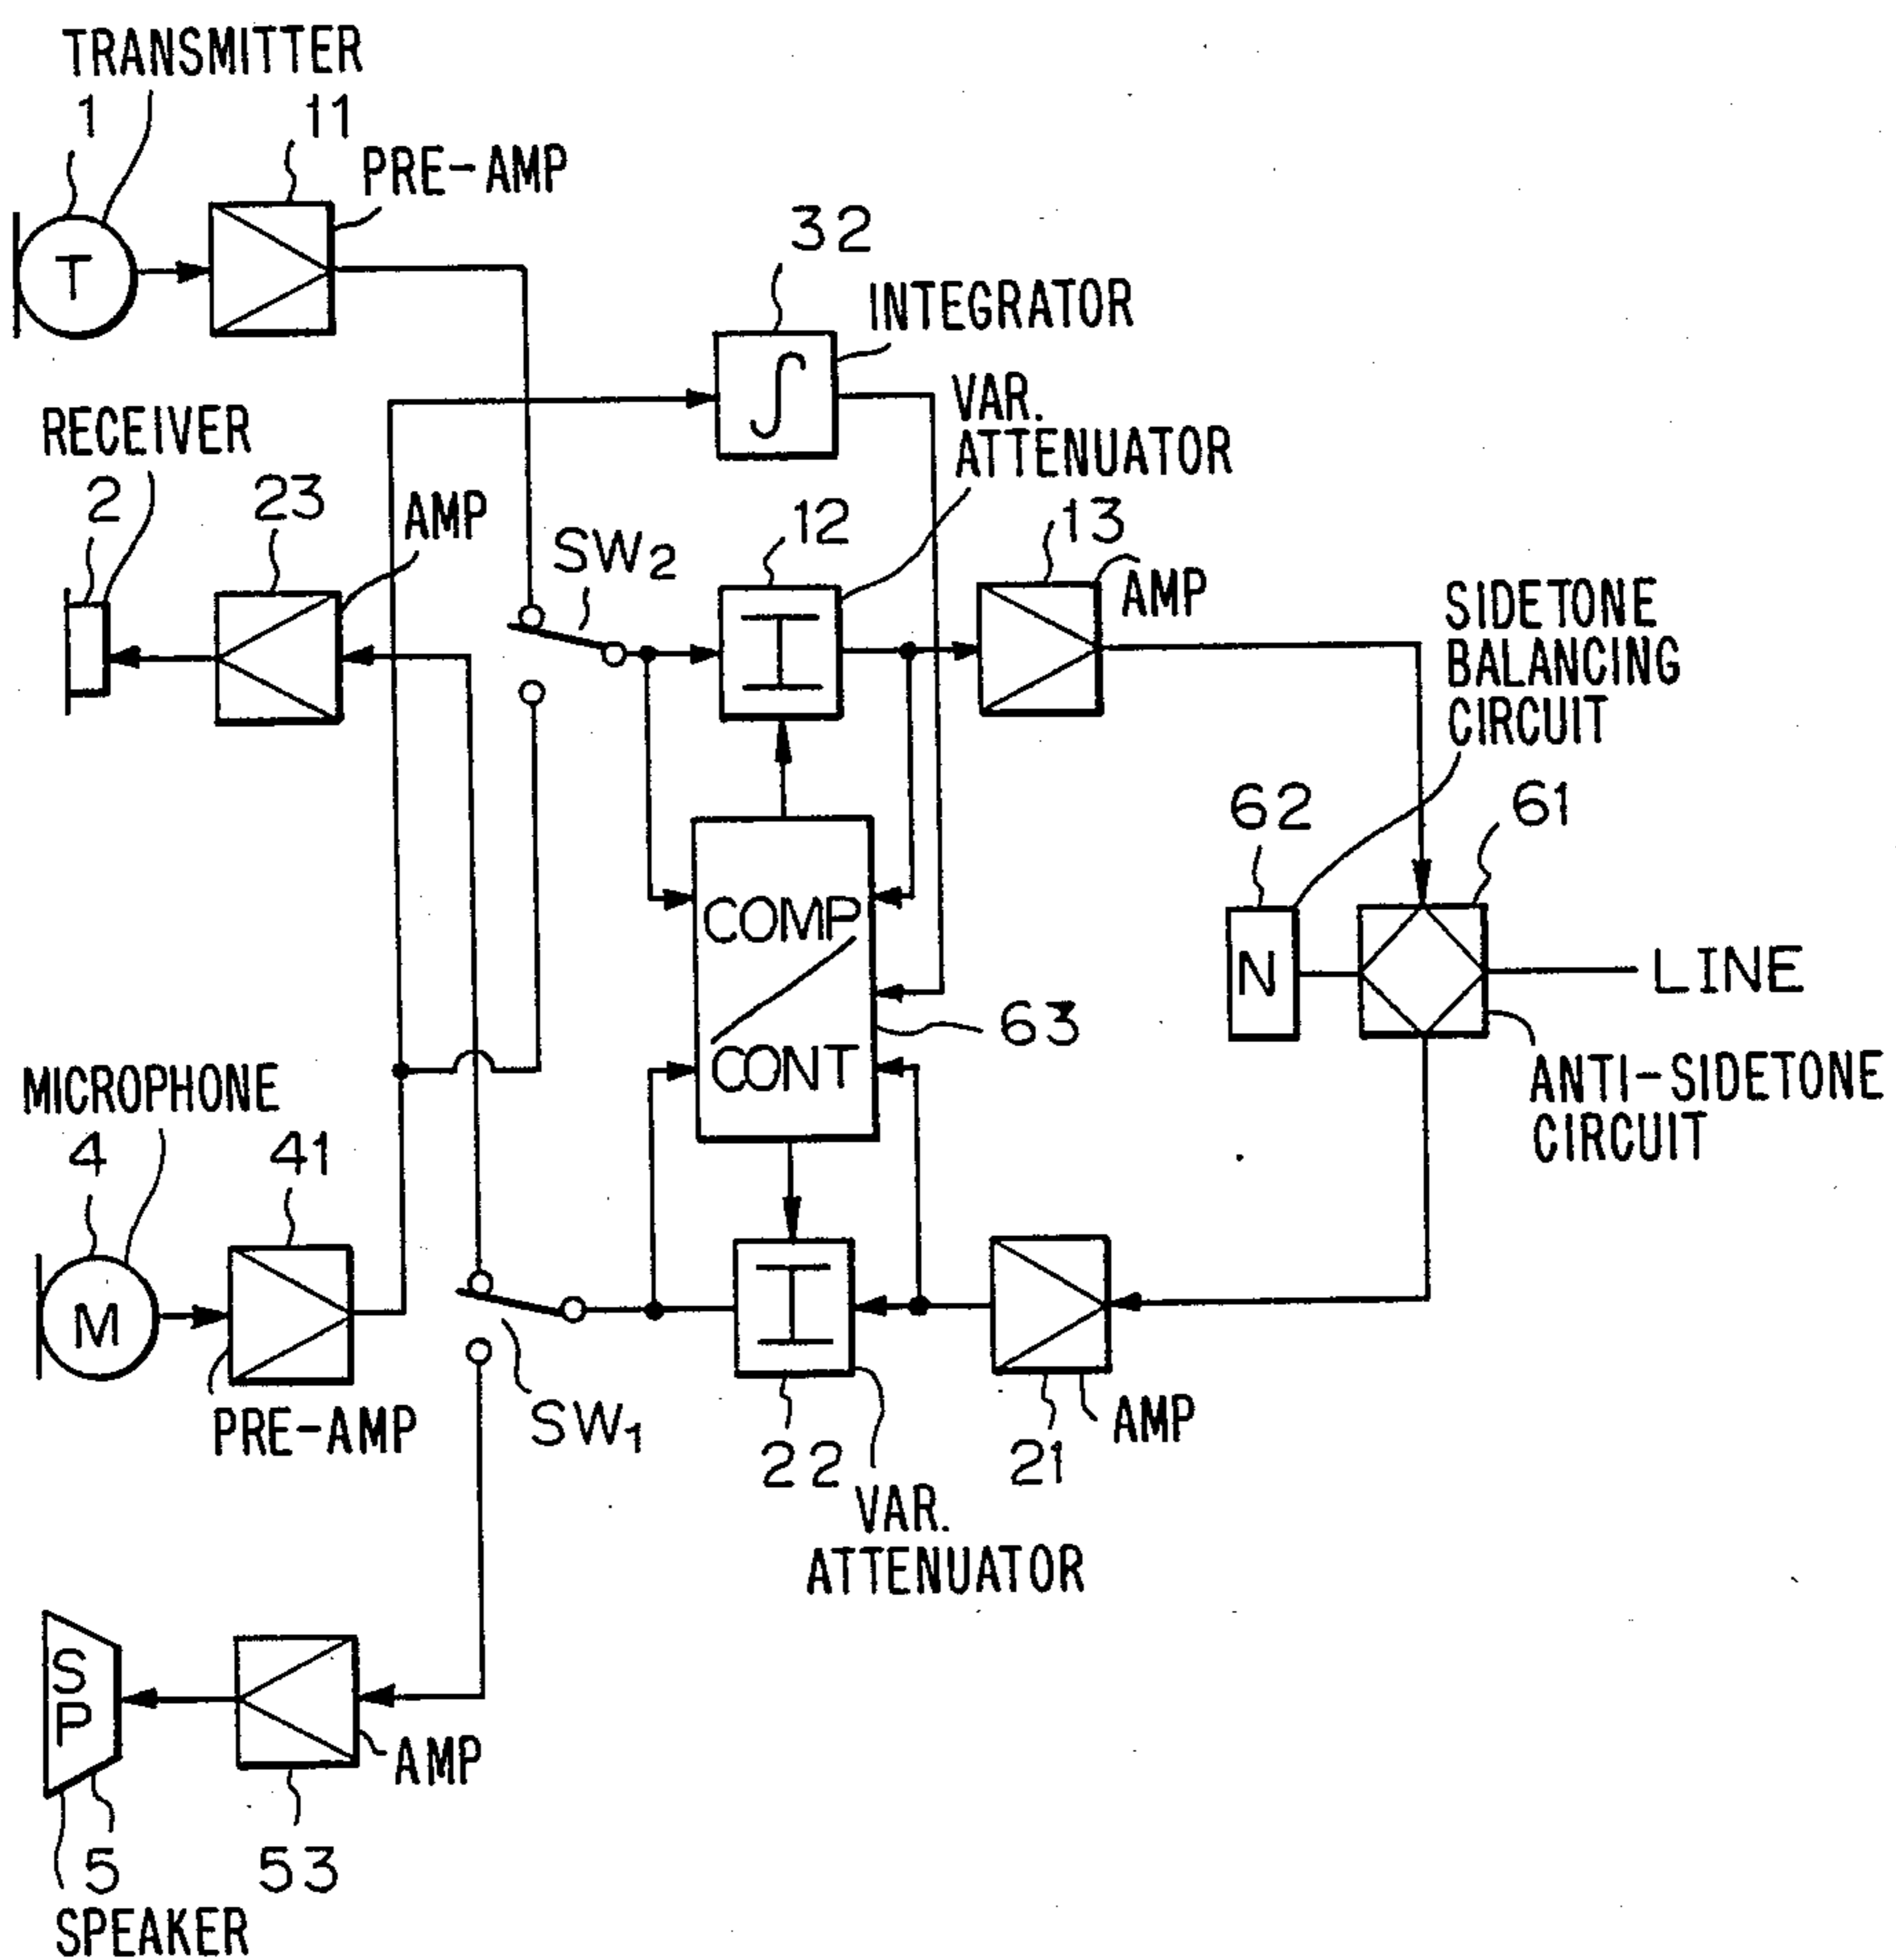 TRANSMITTER
1
11
PRE-AMP
T
32
INTEGRATOR
RECEIVER
2
23
AMP
VAR.
ATTENUATOR
SW2
12
13
AMP
SIDETONE
BALANCING
CIRCUIT
62
61
COMP
N
LINE
63
CONT
ANTI-SIDETONE
CIRCUIT
MICROPHONE
4
41
M
PRE-AMP
SW1
22
VAR.
ATTENUATOR
21
AMP
SP
AMP
5
53
SPEAKER